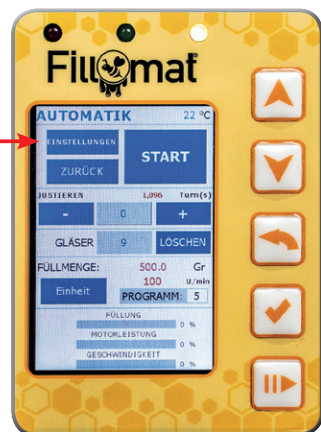 Fillomat
AUTOMATIK 22 °C
EINSTELLUNGEN
START
ZURÜCK
JUSTIEREN 1,096 Turn(s)
- 0 +
GLÄSER 9 LÖSCHEN
FÜLLMENGE: 500.0 Gr
100 U/min
Einheit
PROGRAMM: 5
FÜLLUNG
0 %
MOTORLEISTUNG
0 %
GESCHWINDIGKEIT
0 %